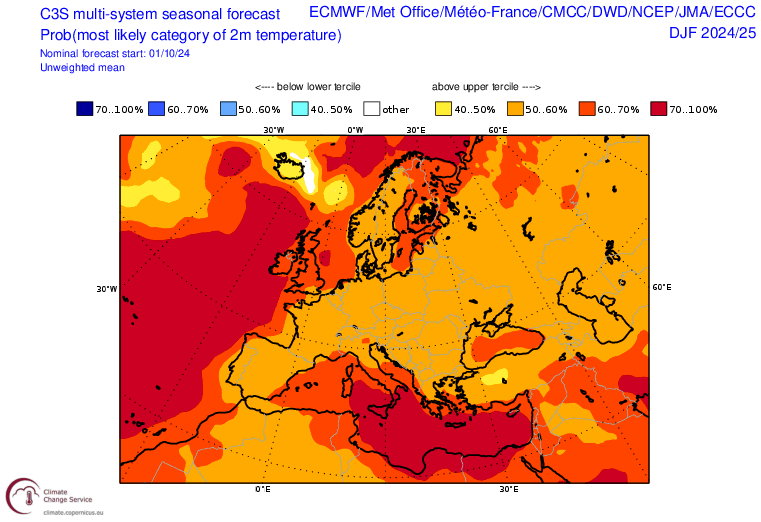 C3S multi-system seasonal forecast ECMWF/Met Office/Météo-France/CMCC/DWD/NCEP/JMA/ECCC
Prob(most likely category of 2m temperature) DJF 2024/25
Nominal forecast start: 01/10/24
Unweighted mean
<---- below lower tercile above upper tercile ---->
70..100% 60..70% 50..60% 40..50% other 40..50% 50..60% 60..70% 70..100%
30°W 0°W 30°E 60°E
30°W 60°E
0°E 30°E
Climate
Change Service
climate.copernicus.eu